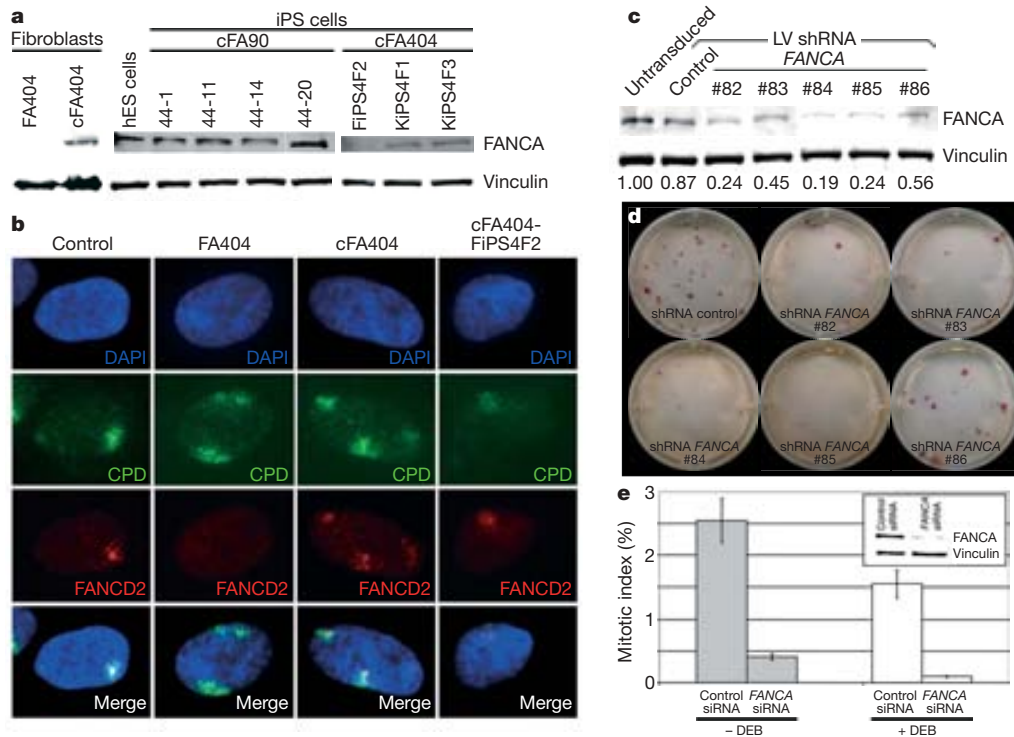 a
iPS cells
Fibroblasts
cFA90
cFA404
FA404
cFA404
hES cells
44-1
44-11
44-14
44-20
FiPS4F2
KiPS4F1
KiPS4F3
FANCA
Vinculin
b
Control
FA404
cFA404
cFA404-
FiPS4F2
DAPI
DAPI
DAPI
DAPI
CPD
CPD
CPD
CPD
FANCD2
FANCD2
FANCD2
FANCD2
Merge
Merge
Merge
Merge
c
Untransduced
Control
LV shRNA
FANCA
#82 #83 #84 #85 #86
FANCA
Vinculin
1.00 0.87 0.24 0.45 0.19 0.24 0.56
d
shRNA control
shRNA FANCA
#82
shRNA FANCA
#83
shRNA FANCA
#84
shRNA FANCA
#85
shRNA FANCA
#86
e
Mitotic index (%)
3
2
1
0
Control
siRNA
FANCA
siRNA
FANCA
Vinculin
Control
siRNA
FANCA
siRNA
Control
siRNA
FANCA
siRNA
– DEB
+ DEB